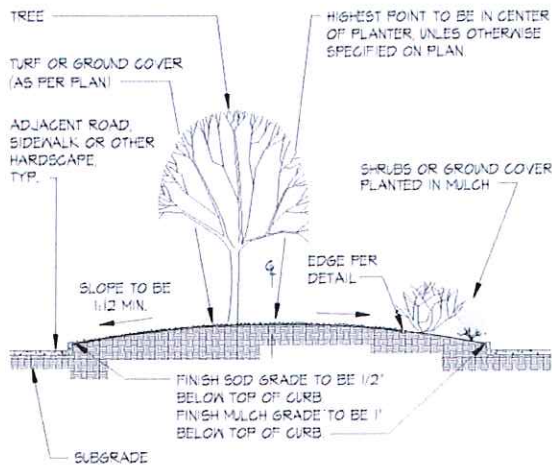 TREE
HIGHEST POINT TO BE IN CENTER
OF PLANTER, UNLES OTHERWISE
SPECIFIED ON PLAN.
TURF OR GROUND COVER
(AS PER PLAN)
ADJACENT ROAD,
SIDEWALK OR OTHER
HARDSCAPE,
TYP.
SHRUBS OR GROUND COVER
PLANTED IN MULCH
EDGE PER
DETAIL
SLOPE TO BE
1:12 MIN.
FINISH SOD GRADE TO BE 1/2"
BELOW TOP OF CURB
FINISH MULCH GRADE TO BE 1"
BELOW TOP OF CURB
SUBGRADE